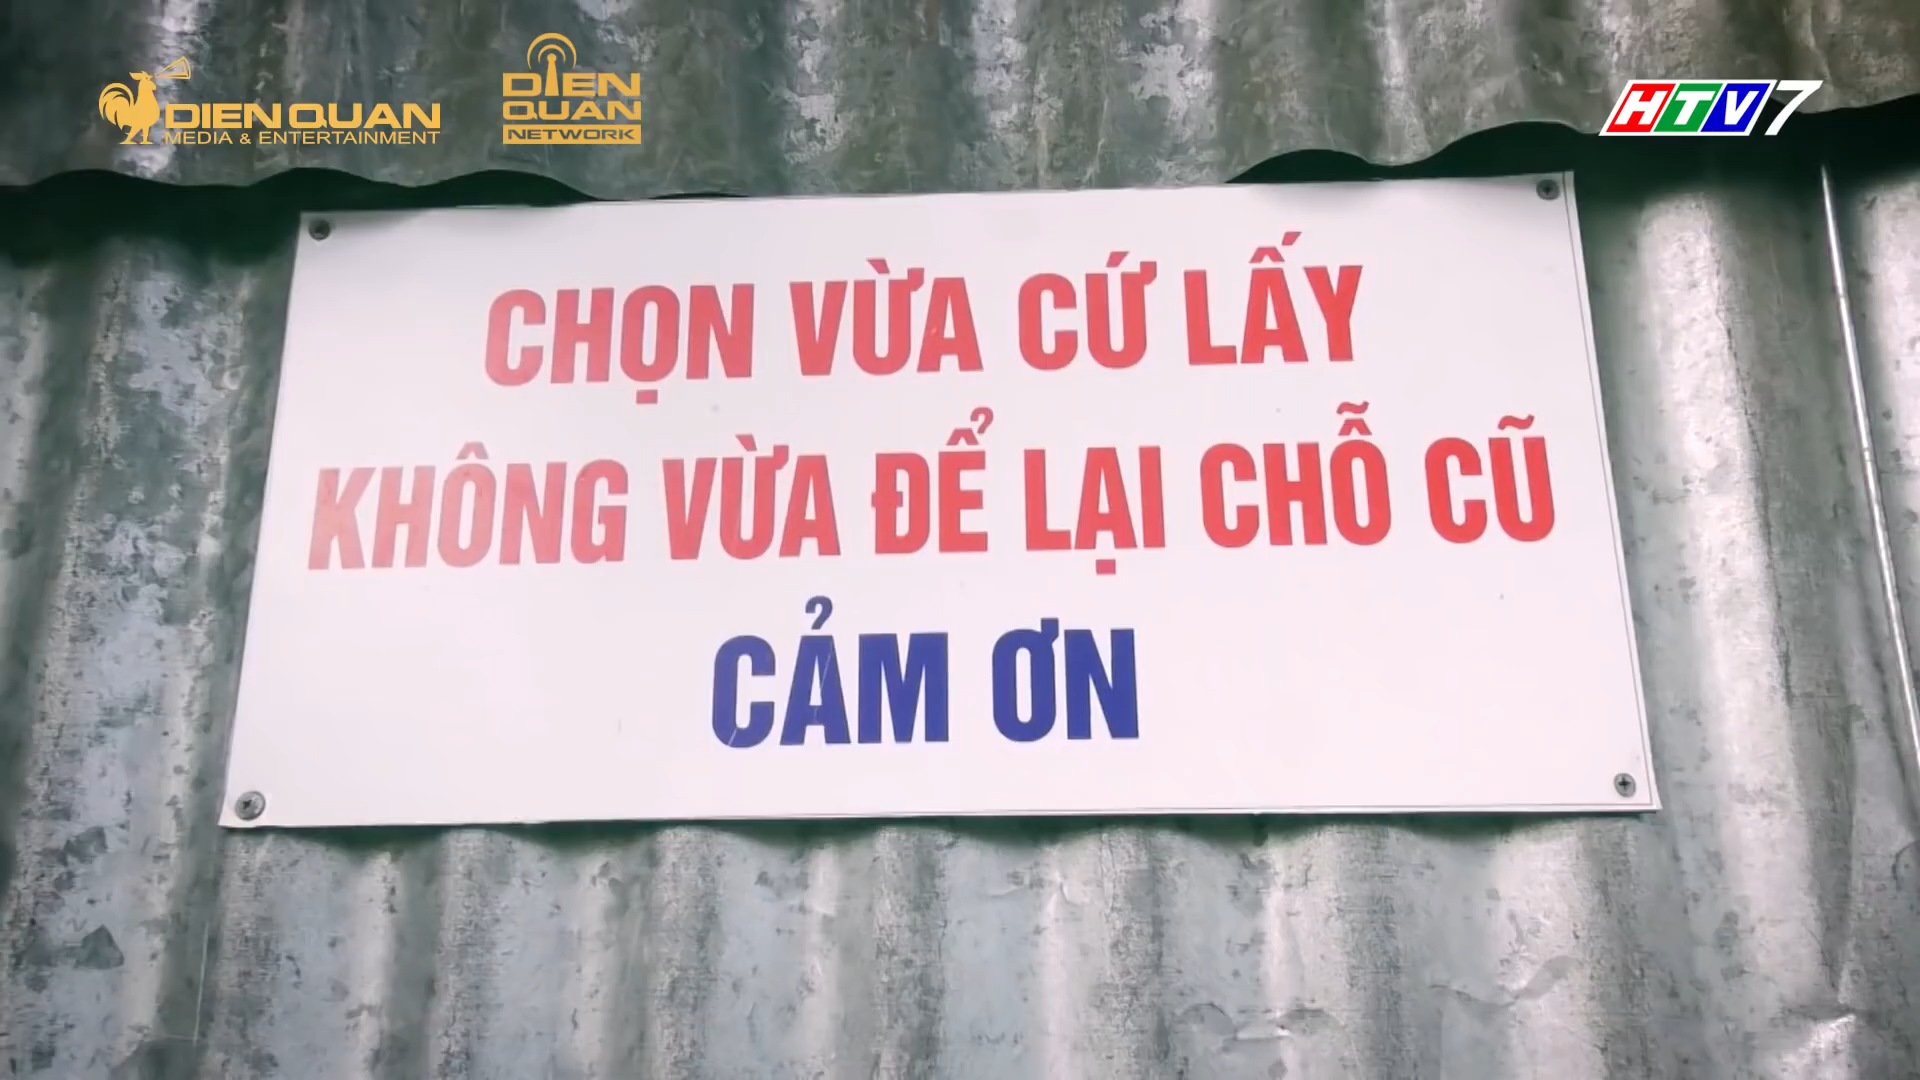 DIEN QUAN
MEDIA & ENTERTAINMENT
DIEN
QUAN
NETWORK
HTV7
CHỌN VỪA CỨ LẤY
KHÔNG VỪA ĐỂ LẠI CHỖ CŨ
CẢM ƠN